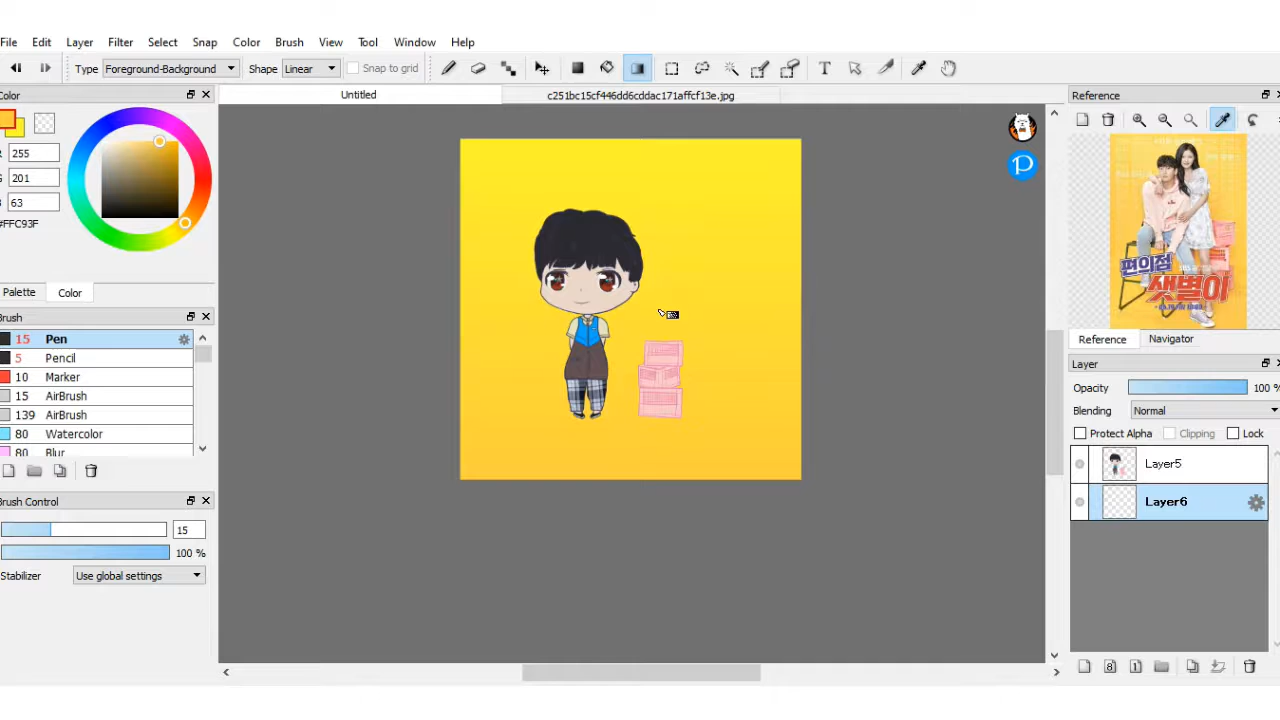 File Edit Layer Filter Select Snap Color Brush View Tool Window Help
Type Foreground-Background Shape Linear Snap to grid T
Color
Untitled
c251bc15cf446dd6cddac171affcf13e.jpg
Reference
255
G 201
63
#FFC93F
Palette Color
Brush
15 Pen
5 Pencil
10 Marker
15 AirBrush
139 AirBrush
80 Watercolor
80 Blur
Brush Control
15
100 %
Stabilizer Use global settings
편의점
샛별이
Reference Navigator
Layer
Opacity 100 %
Blending Normal
Protect Alpha Clipping Lock
Layer5
Layer6
8 1